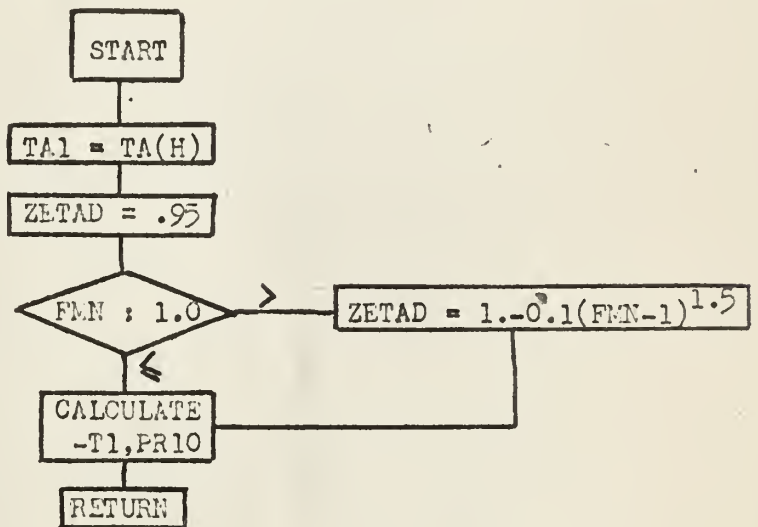 START
TA1 = TA(H)
ZETAD = .95
FMN : 1.0
>
ZETAD = 1.-0.1(FMN-1)^1.5
≤
CALCULATE
-T1,PR10
RETURN